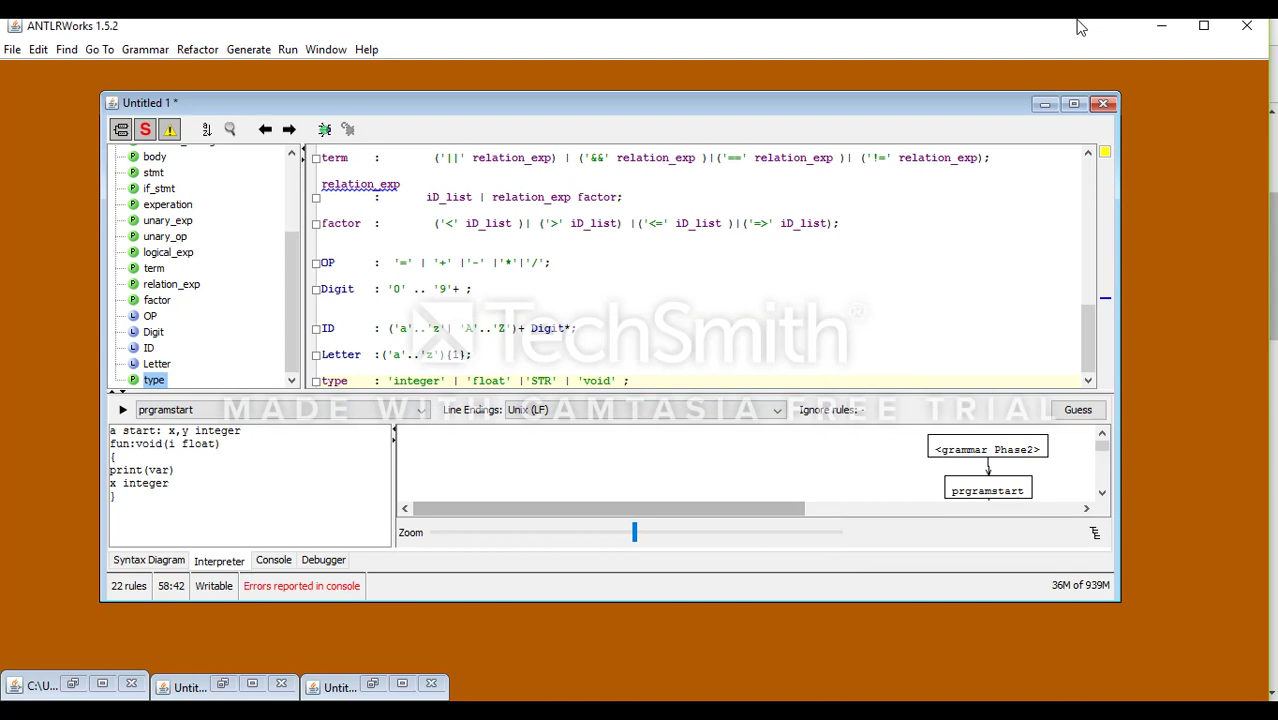 ANTLRWorks 1.5.2
File Edit Find Go To Grammar Refactor Generate Run Window Help
Untitled 1 *
body
stmt
if_stmt
experation
unary_exp
unary_op
logical_exp
term
relation_exp
factor
OP
Digit
ID
Letter
type
term : ('||' relation_exp) | ('&&' relation_exp )|('==' relation_exp )| ('!=' relation_exp);
relation_exp
: iD_list | relation_exp factor;
factor : ('<' iD_list )| ('>' iD_list) |('<=' iD_list )|('=>' iD_list);
OP : '=' | '+' |'-' |'*'|'/';
Digit : '0' .. '9'+ ;
ID : ('a'..'z'| 'A'..'Z')+ Digit*;
Letter :('a'..'z'){1};
type : 'integer' | 'float' |'STR' | 'void' ;
TechSmith®
MADE WITH CAMTASIA FREE TRIAL
prgramstart Line Endings: Unix (LF) Ignore rules: - Guess
a start: x,y integer
fun:void(i float)
{
print(var)
x integer
}
<grammar Phase2>
prgramstart
Zoom
Syntax Diagram Interpreter Console Debugger
22 rules 58:42 Writable Errors reported in console 36M of 939M
C:\U... Untit... Untit...